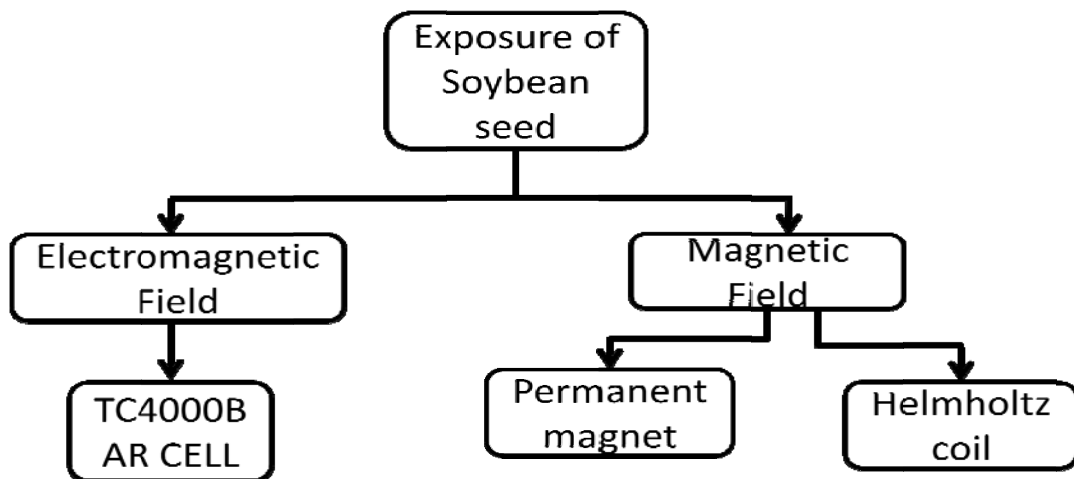 Exposure of
Soybean
seed
Electromagnetic
Field
Magnetic
Field
TC4000B
AR CELL
Permanent
magnet
Helmholtz
coil